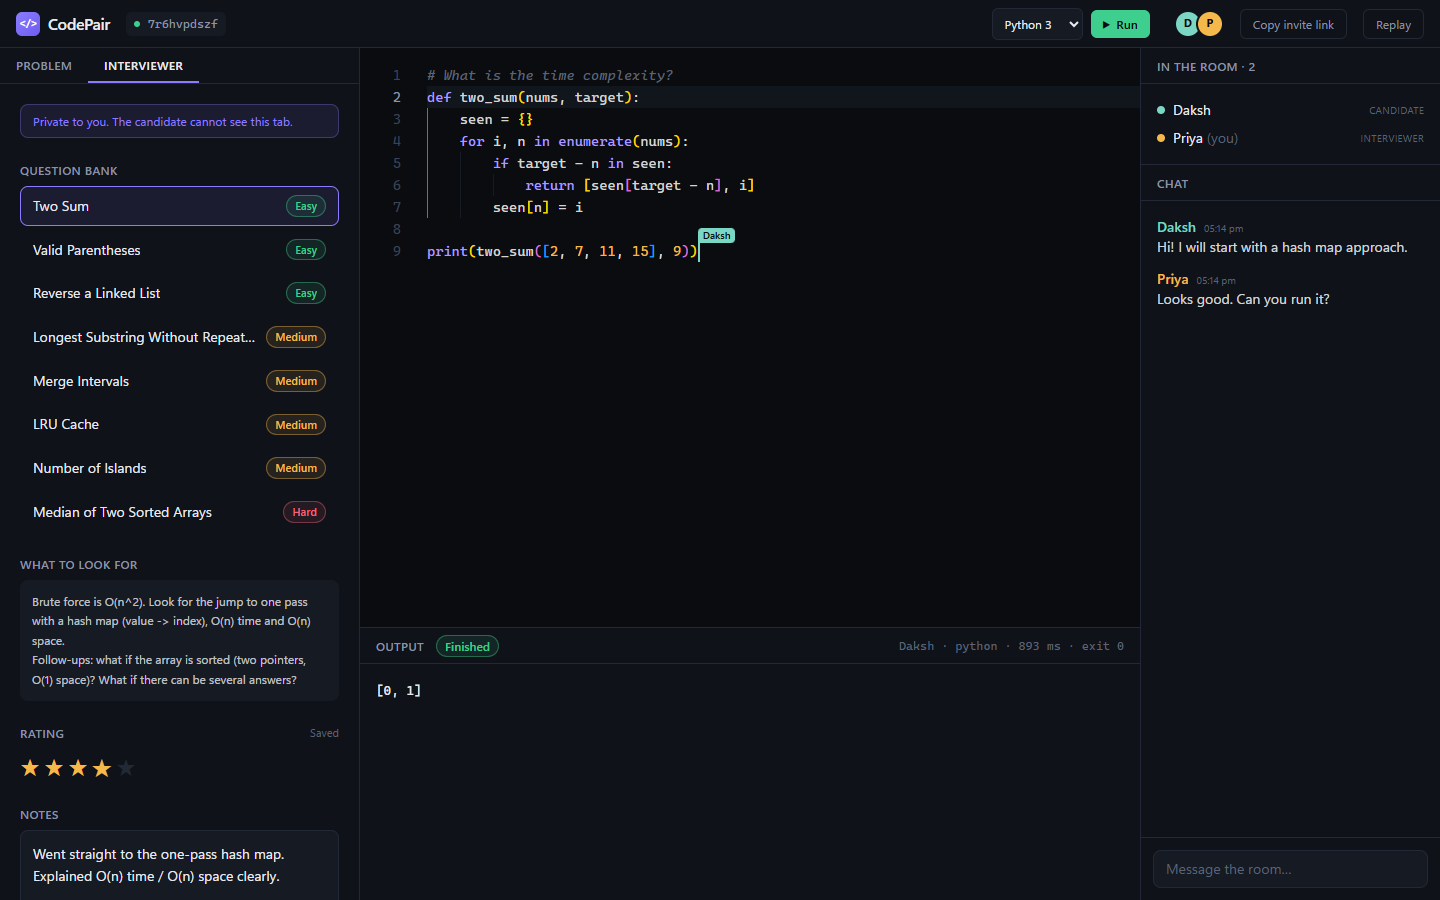 </> CodePair
7r6hvpdszf
Python 3
▶ Run
D
P
Copy invite link
Replay
PROBLEM
INTERVIEWER
Private to you. The candidate cannot see this tab.
QUESTION BANK
Two Sum Easy
Valid Parentheses Easy
Reverse a Linked List Easy
Longest Substring Without Repeat... Medium
Merge Intervals Medium
LRU Cache Medium
Number of Islands Medium
Median of Two Sorted Arrays Hard
WHAT TO LOOK FOR
Brute force is O(n^2). Look for the jump to one pass
with a hash map (value -> index), O(n) time and O(n)
space.
Follow-ups: what if the array is sorted (two pointers,
O(1) space)? What if there can be several answers?
RATING Saved
NOTES
Went straight to the one-pass hash map.
Explained O(n) time / O(n) space clearly.
1 # What is the time complexity?
2 def two_sum(nums, target):
3     seen = {}
4     for i, n in enumerate(nums):
5         if target - n in seen:
6             return [seen[target - n], i]
7         seen[n] = i
8
Daksh
9 print(two_sum([2, 7, 11, 15], 9))
OUTPUT Finished
Daksh · python · 893 ms · exit 0
[0, 1]
IN THE ROOM · 2
Daksh CANDIDATE
Priya (you) INTERVIEWER
CHAT
Daksh 05:14 pm
Hi! I will start with a hash map approach.
Priya 05:14 pm
Looks good. Can you run it?
Message the room...